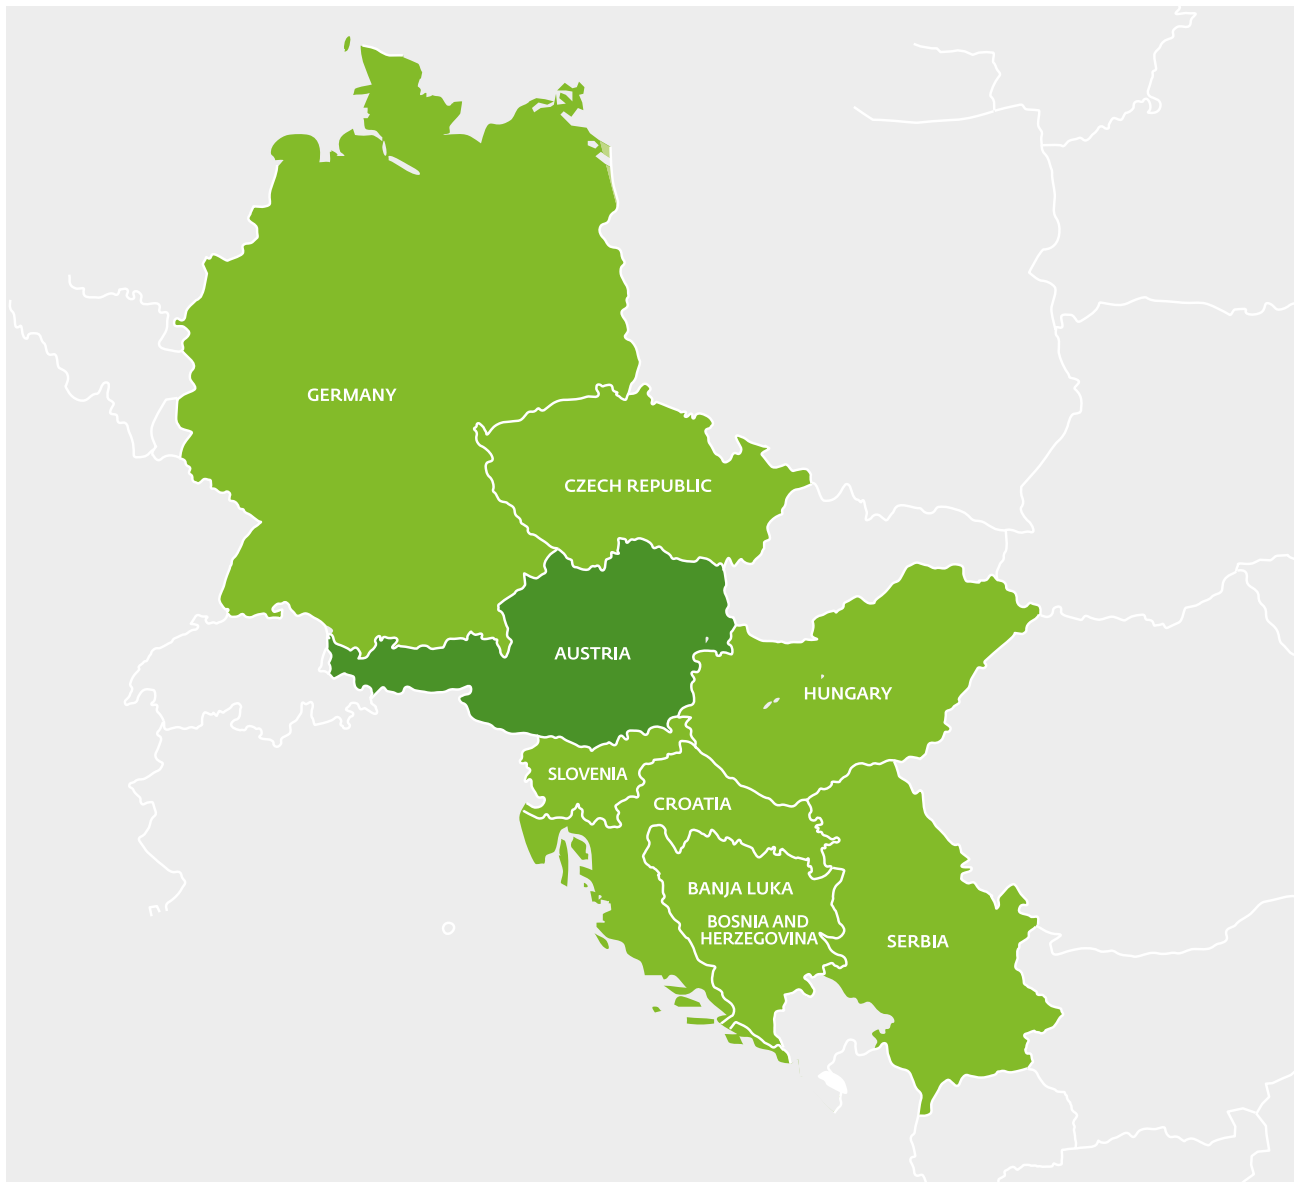 GERMANY
CZECH REPUBLIC
AUSTRIA
HUNGARY
SLOVENIA
CROATIA
BANJA LUKA
BOSNIA AND
HERZEGOVINA
SERBIA